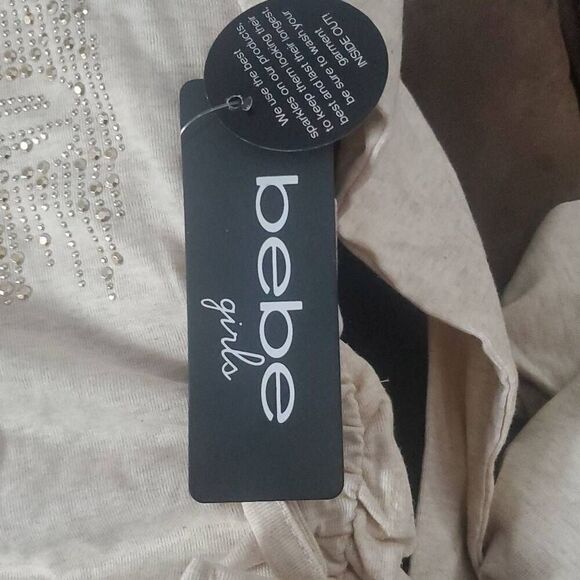 We use the best
sparkles on our products,
to keep them looking their
best and last their longest,
be sure to wash your
garment
INSIDE OUT!
bebe
girls